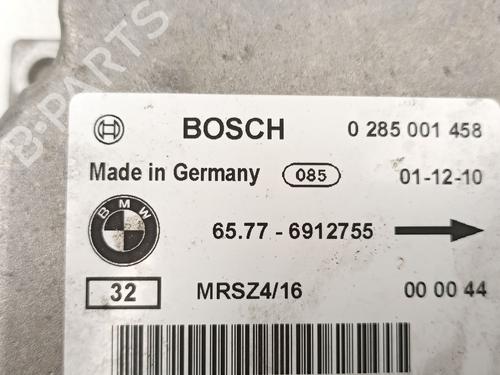 B-PARTS
BOSCH 0 285 001 458
Made in Germany 085 01-12-10
BMW
65.77 - 6912755
32 MRSZ4/16 00 00 44